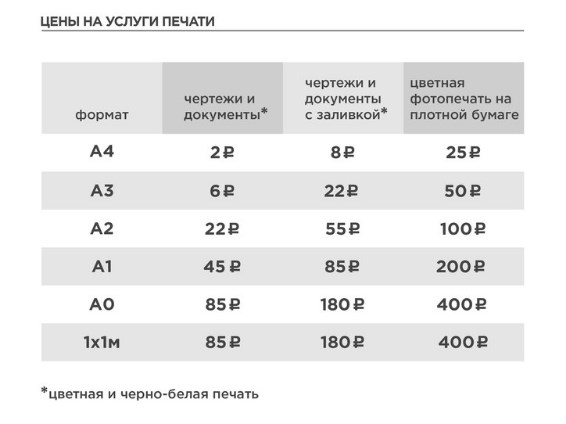 ЦЕНЫ НА УСЛУГИ ПЕЧАТИ
формат
чертежи и
документы*
чертежи и
документы
с заливкой*
цветная
фотопечать на
плотной бумаге
А4 2₽ 8₽ 25₽
А3 6₽ 22₽ 50₽
А2 22₽ 55₽ 100₽
А1 45₽ 85₽ 200₽
А0 85₽ 180₽ 400₽
1х1м 85₽ 180₽ 400₽
*цветная и черно-белая печать